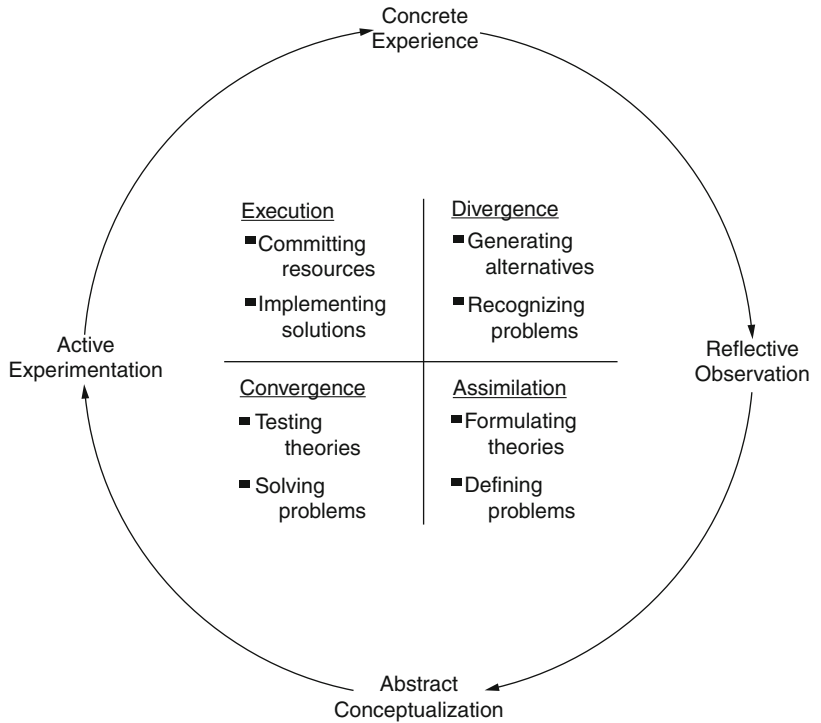 Concrete
Experience
Execution
Committing
resources
Implementing
solutions
Divergence
Generating
alternatives
Recognizing
problems
Active
Experimentation
Reflective
Observation
Convergence
Testing
theories
Solving
problems
Assimilation
Formulating
theories
Defining
problems
Abstract
Conceptualization